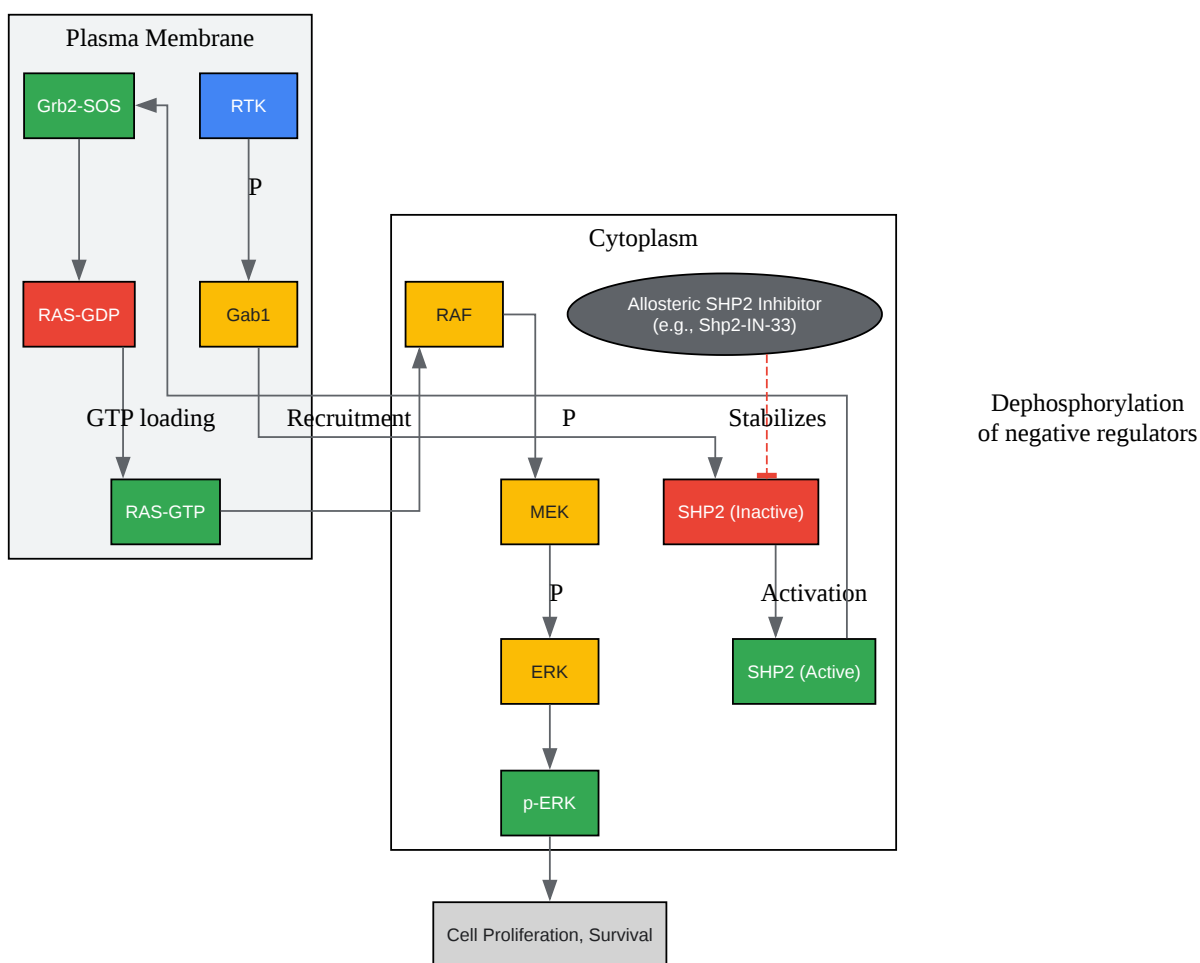 Plasma Membrane
Grb2-SOS
RTK
P
Cytoplasm
RAS-GDP
Gab1
RAF
Allosteric SHP2 Inhibitor
(e.g., Shp2-IN-33)
GTP loading
Recruitment
P
Stabilizes
Dephosphorylation
of negative regulators
RAS-GTP
MEK
SHP2 (Inactive)
P
Activation
ERK
SHP2 (Active)
p-ERK
Cell Proliferation, Survival